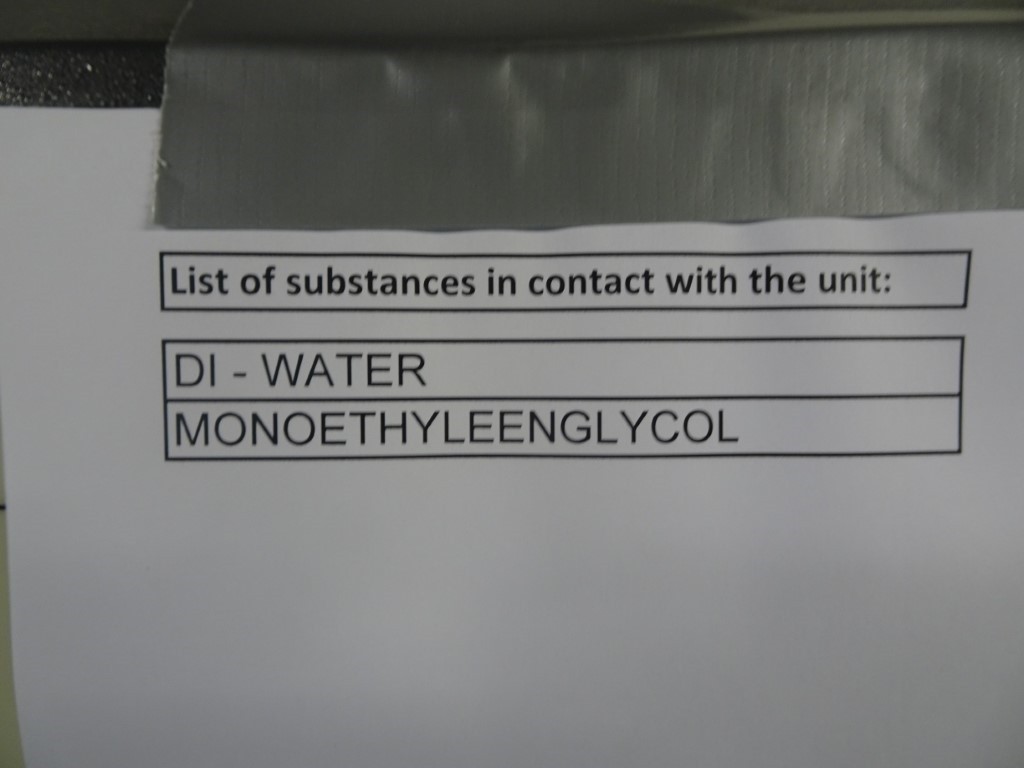 List of substances in contact with the unit:
DI - WATER
MONOETHYLEENGLYCOL